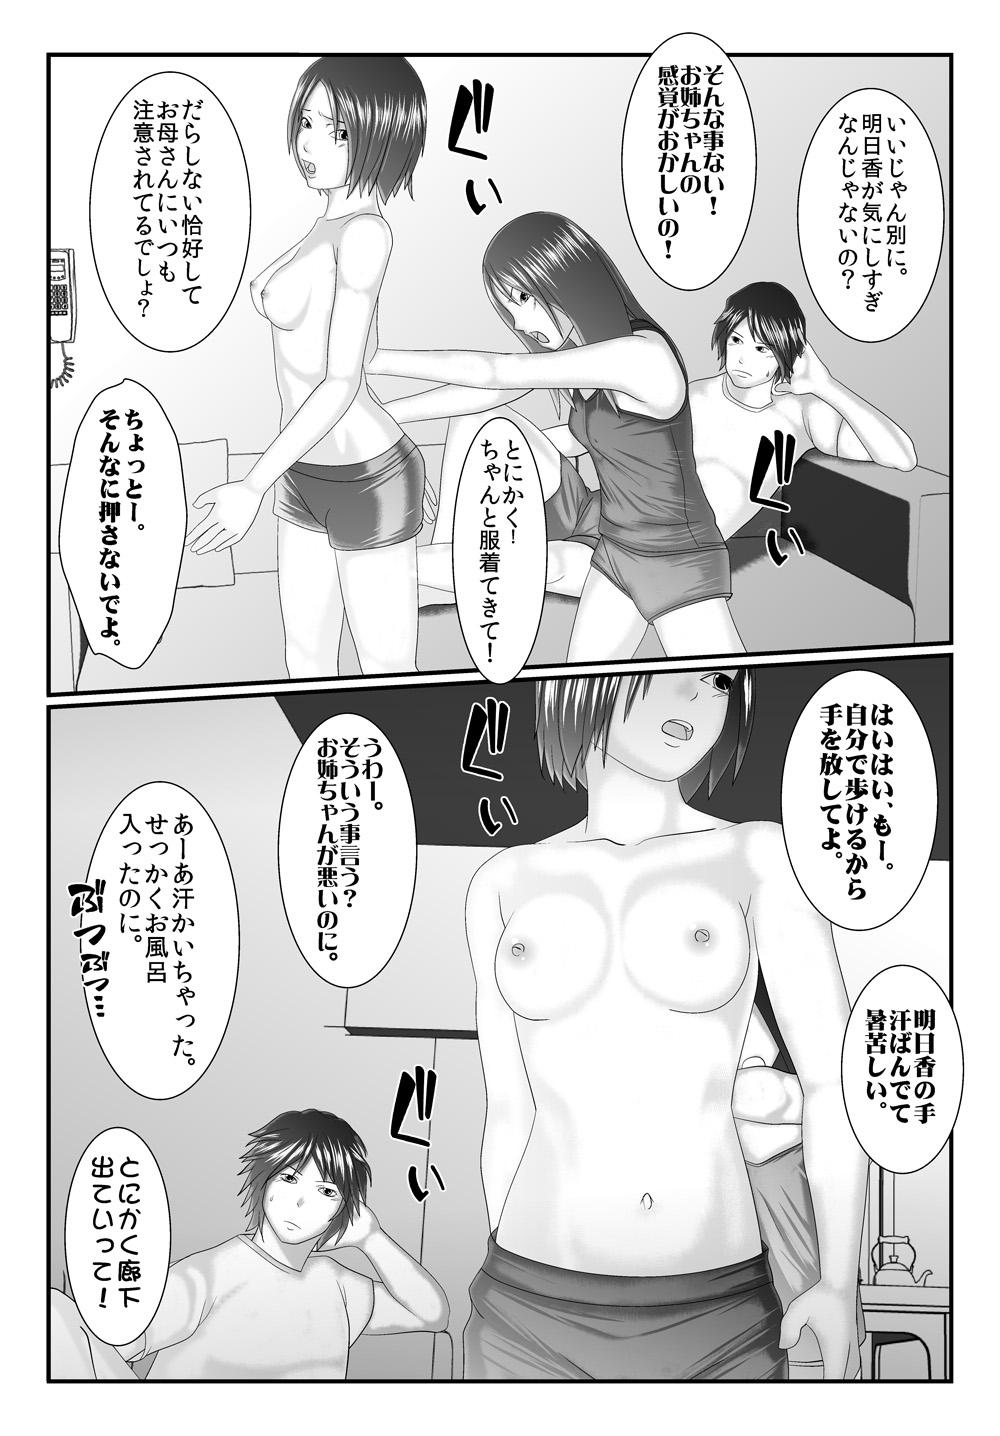 いいじゃん別に。
明日香が気にしすぎ
なんじゃないの？
そんな事ない！
お姉ちゃんの
感覚がおかしいの！
ぐい
だらしない恰好して
お母さんにいつも
注意されてるでしょ？
ぐい
とにかく！
ちゃんと服着てきて！
ちょっとー。
そんなに押さないでよ。
はいはい、もー。
自分で歩けるから
手を放してよ。
ぐい
うわー。
そういう事言う？
お姉ちゃんが悪いのに。
あーあ汗かいちゃった。
せっかくお風呂
入ったのに。
ぶつぶつ…
明日香の手
汗ばんでて
暑苦しい。
ぐい
とにかく廊下
出ていって！